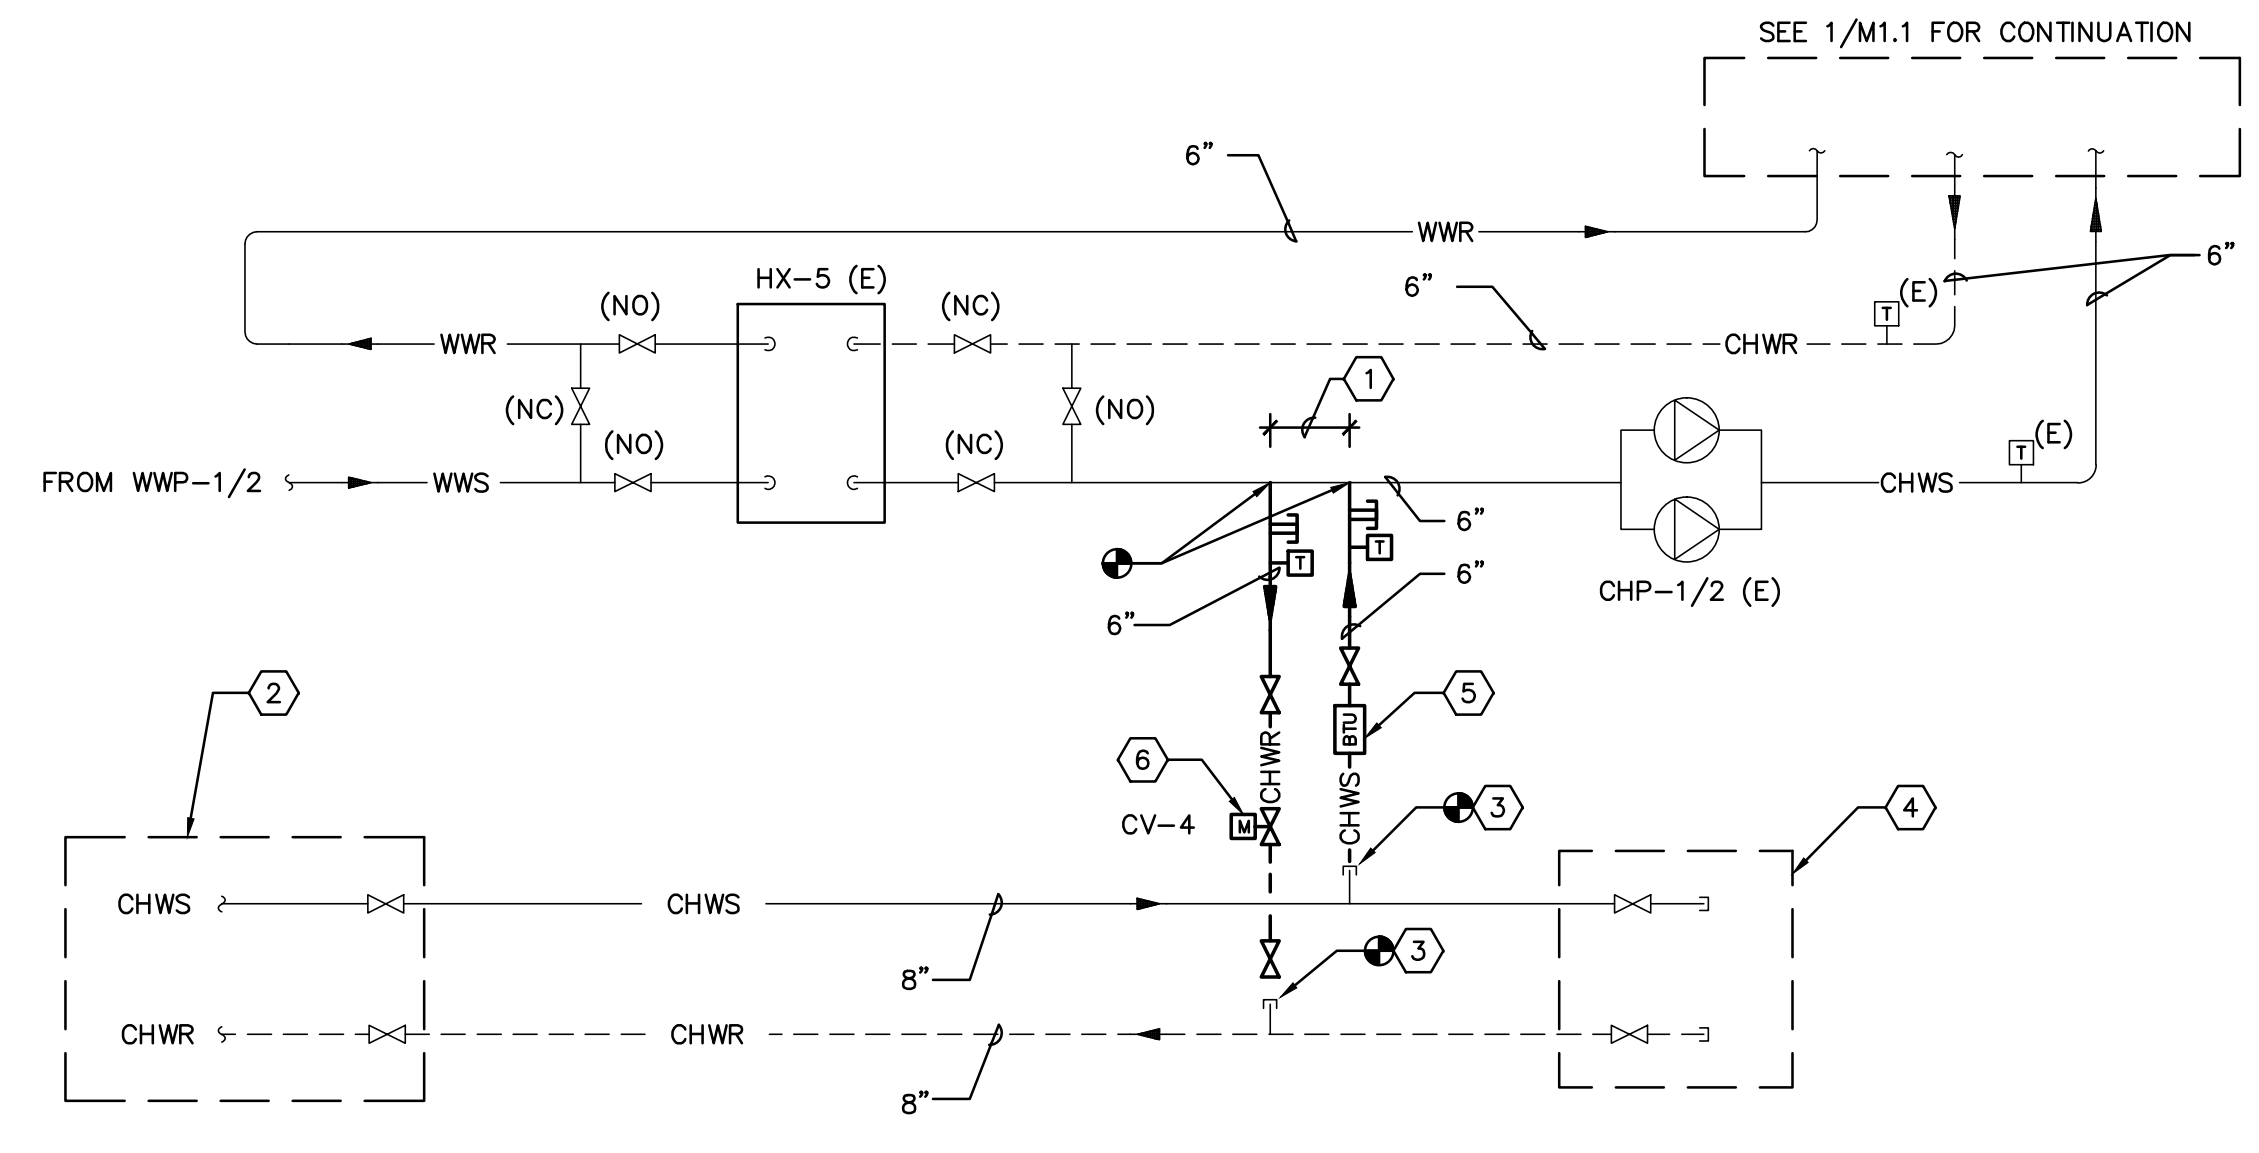 SEE 1/M1.1 FOR CONTINUATION
6”
WWR
HX-5 (E)
6”
(E)
6”
(NO)
(NC)
T
WWR
CHWR
1
(NC)
(NO)
(NO)
(NC)
(E)
T
FROM WWP-1/2
WWS
CHWS
6”
T
T
6”
CHP-1/2 (E)
6”
2
5
BTU
CHWR
6
CHWS
3
4
CV-4
M
CHWS
CHWS
3
8”
CHWR
CHWR
8”